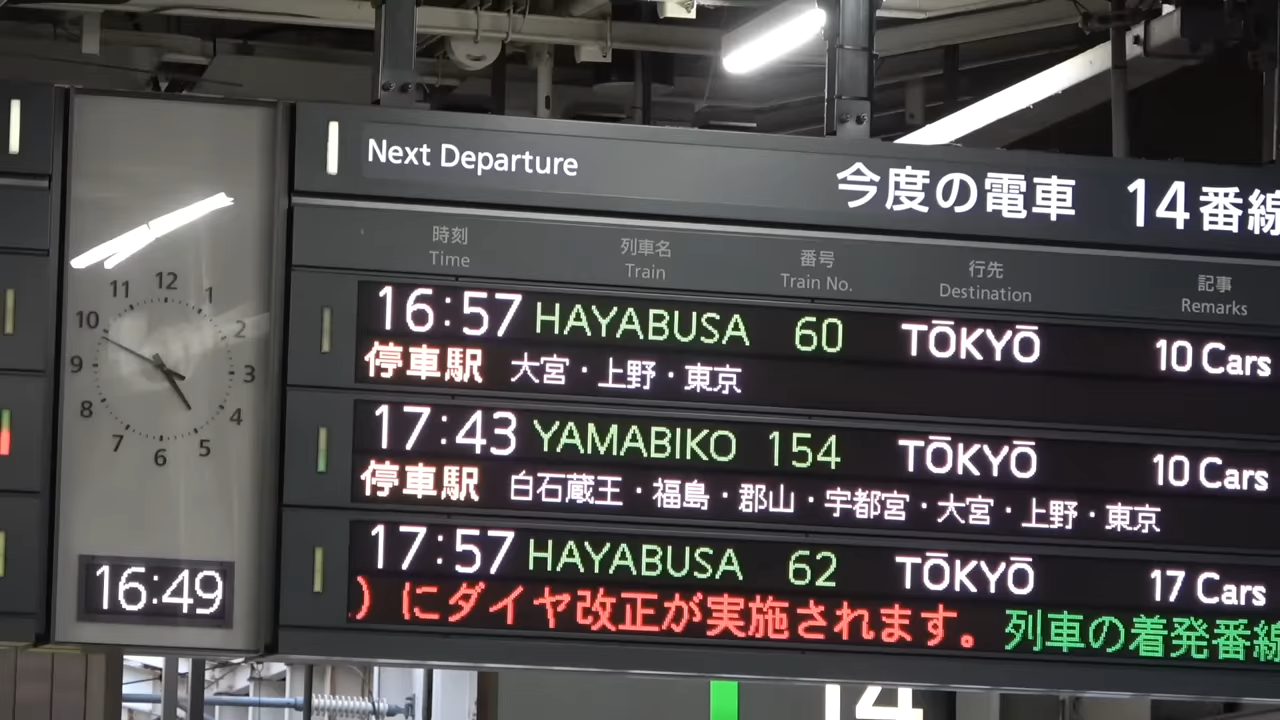 Next Departure 今度の電車 14番線
時刻 列車名 番号 行先 記事
Time Train Train No. Destination Remarks
16:57 HAYABUSA 60 TŌKYŌ 10 Cars
停車駅 大宮・上野・東京
17:43 YAMABIKO 154 TŌKYŌ 10 Cars
停車駅 白石蔵王・福島・郡山・宇都宮・大宮・上野・東京
17:57 HAYABUSA 62 TŌKYŌ 17 Cars
）にダイヤ改正が実施されます。列車の着発番線
12
1
2
3
4
5
6
7
8
9
10
11
16:49
14